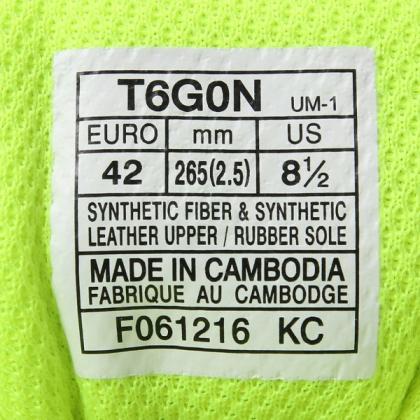 T6G0N UM-1
EURO mm US
42 265(2.5) 8½
SYNTHETIC FIBER & SYNTHETIC
LEATHER UPPER / RUBBER SOLE
MADE IN CAMBODIA
FABRIQUE AU CAMBODGE
F061216 KC